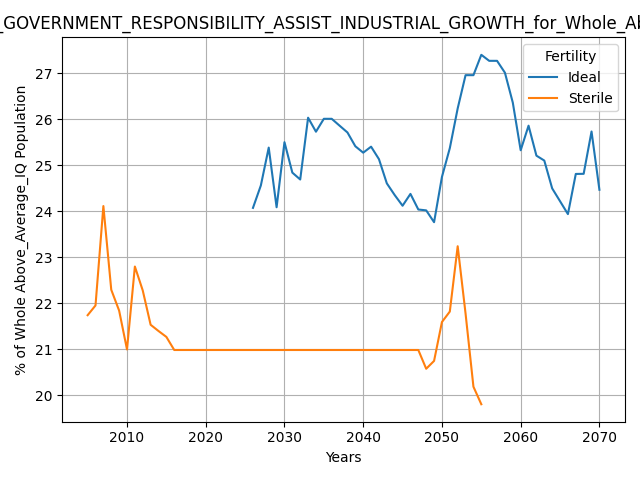 _GOVERNMENT_RESPONSIBILITY_ASSIST_INDUSTRIAL_GROWTH_for_Whole_Ab
% of Whole Above_Average_IQ Population
27
26
25
24
23
22
21
20
Fertility
Ideal
Sterile
2010 2020 2030 2040 2050 2060 2070
Years